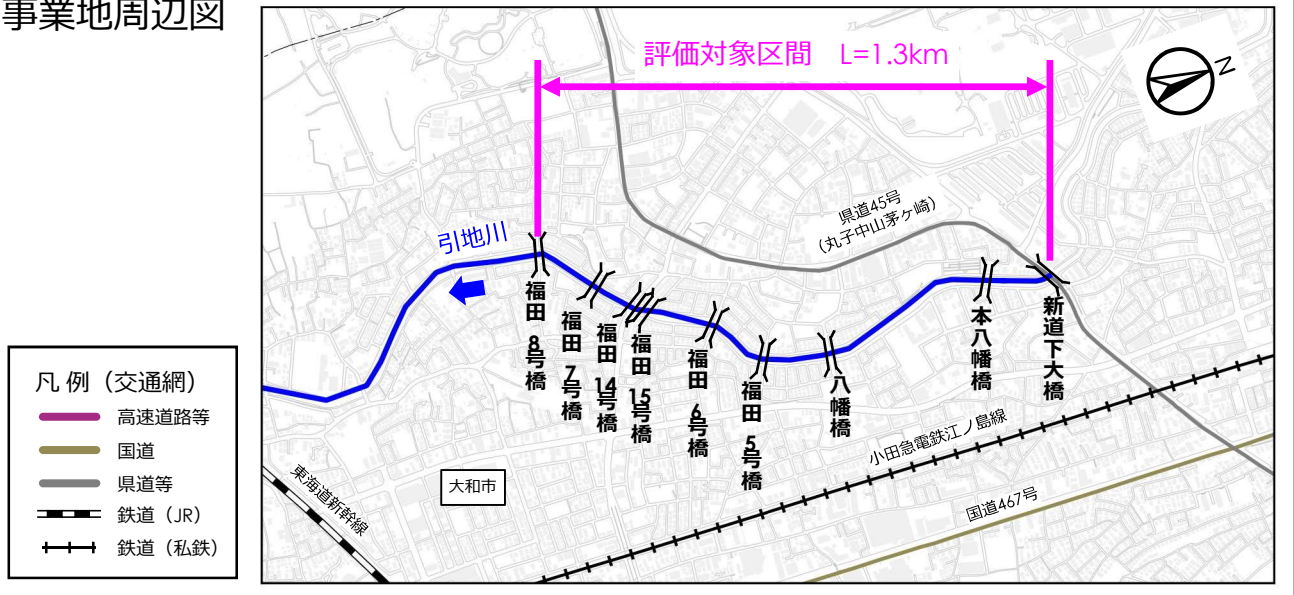 事業地周辺図
評価対象区間　L=1.3km
N
県道45号
(丸子中山茅ヶ崎)
引地川
福田 8号橋
福田 7号橋
福田 14号橋
福田 15号橋
福田 6号橋
福田 5号橋
八幡橋
本八幡橋
新道下大橋
小田急電鉄江ノ島線
国道467号
東海道新幹線
大和市
凡例（交通網）
高速道路等
国道
県道等
鉄道（JR）
鉄道（私鉄）